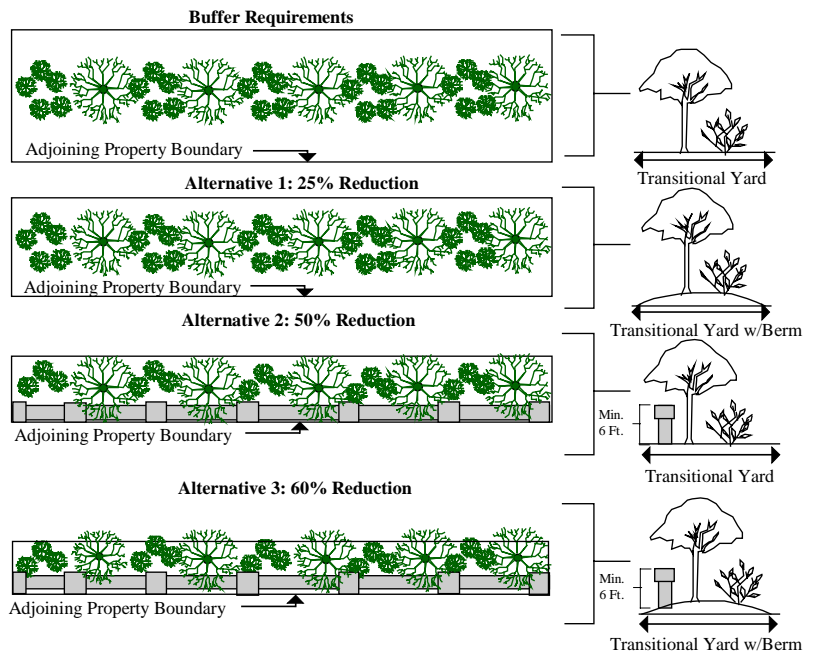 Buffer Requirements
Adjoining Property Boundary
Transitional Yard
Alternative 1: 25% Reduction
Adjoining Property Boundary
Transitional Yard w/Berm
Alternative 2: 50% Reduction
Min.
6 Ft.
Adjoining Property Boundary
Transitional Yard
Alternative 3: 60% Reduction
Min.
6 Ft.
Adjoining Property Boundary
Transitional Yard w/Berm